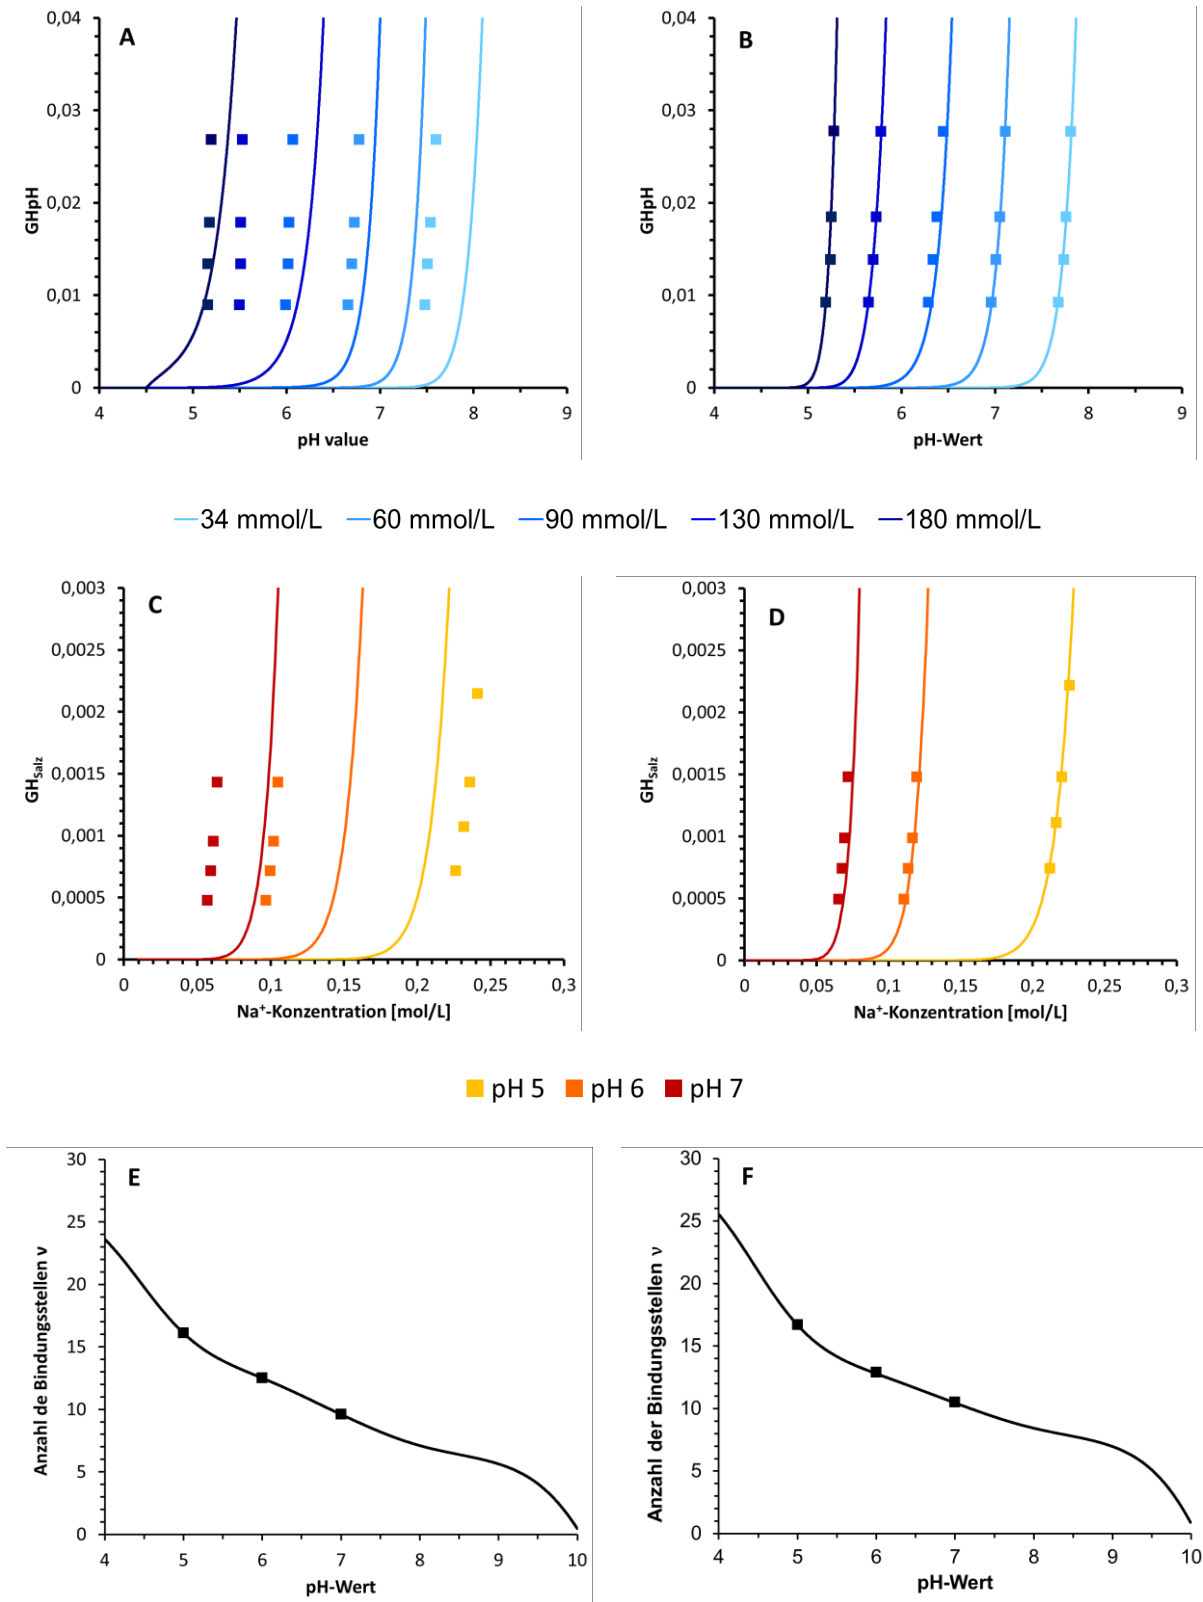 A
0,04
0,03
0,02
0,01
0
GHpH
4 5 6 7 8 9
pH value
B
0,04
0,03
0,02
0,01
0
GHpH
4 5 6 7 8 9
pH-Wert
34 mmol/L 60 mmol/L 90 mmol/L 130 mmol/L 180 mmol/L
C
0,003
0,0025
0,002
0,0015
0,001
0,0005
0
GHSalz
0 0,05 0,1 0,15 0,2 0,25 0,3
Na⁺-Konzentration [mol/L]
D
0,003
0,0025
0,002
0,0015
0,001
0,0005
0
GHSalz
0 0,05 0,1 0,15 0,2 0,25 0,3
Na⁺-Konzentration [mol/L]
pH 5 pH 6 pH 7
E
30
25
20
15
10
5
0
Anzahl de Bindungsstellen ν
4 5 6 7 8 9 10
pH-Wert
F
30
25
20
15
10
5
0
Anzahl der Bindungsstellen ν
4 5 6 7 8 9 10
pH-Wert